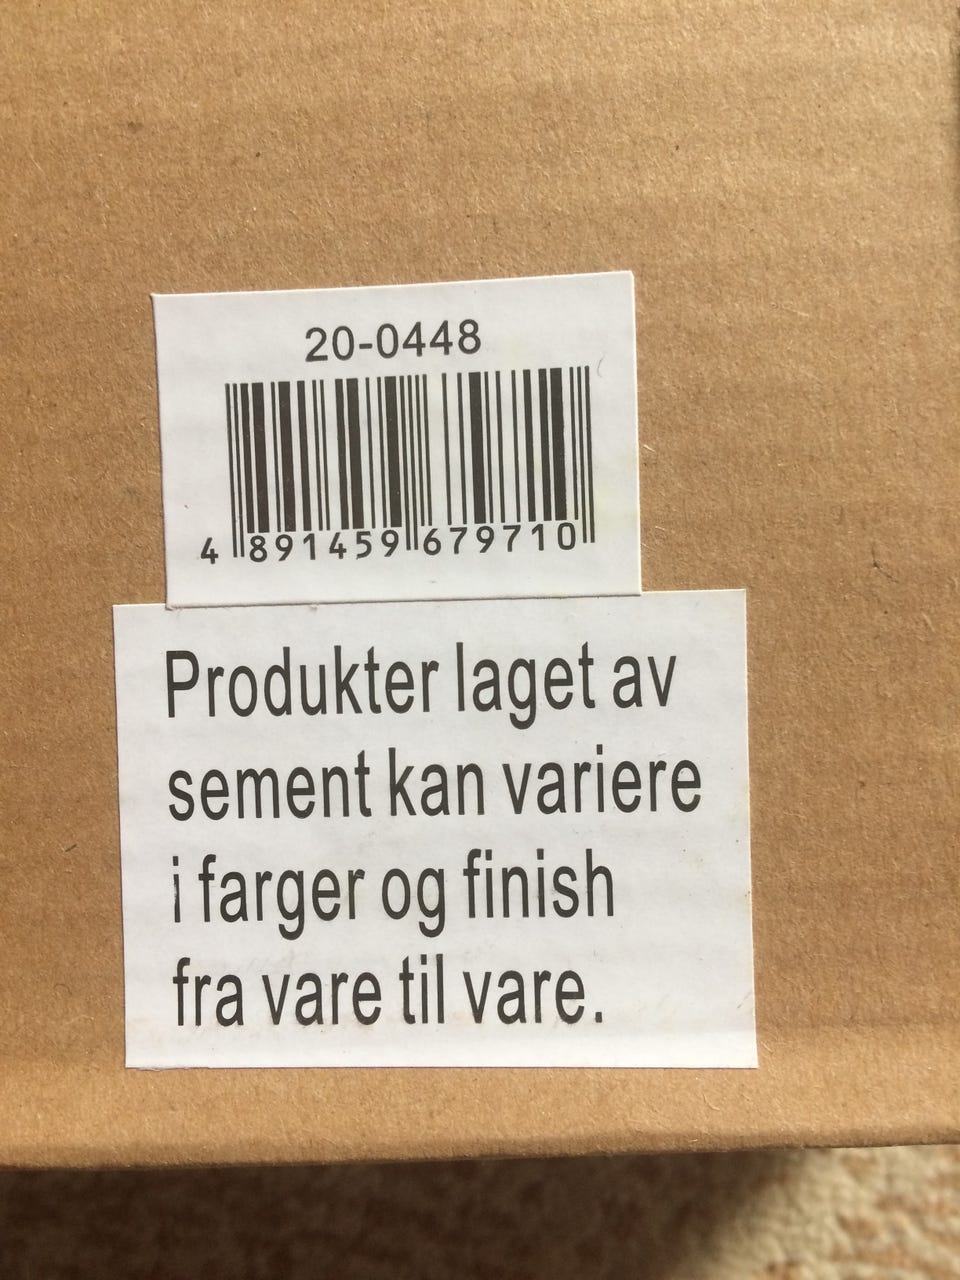 20-0448
4 891459 679710
Produkter laget av
sement kan variere
i farger og finish
fra vare til vare.